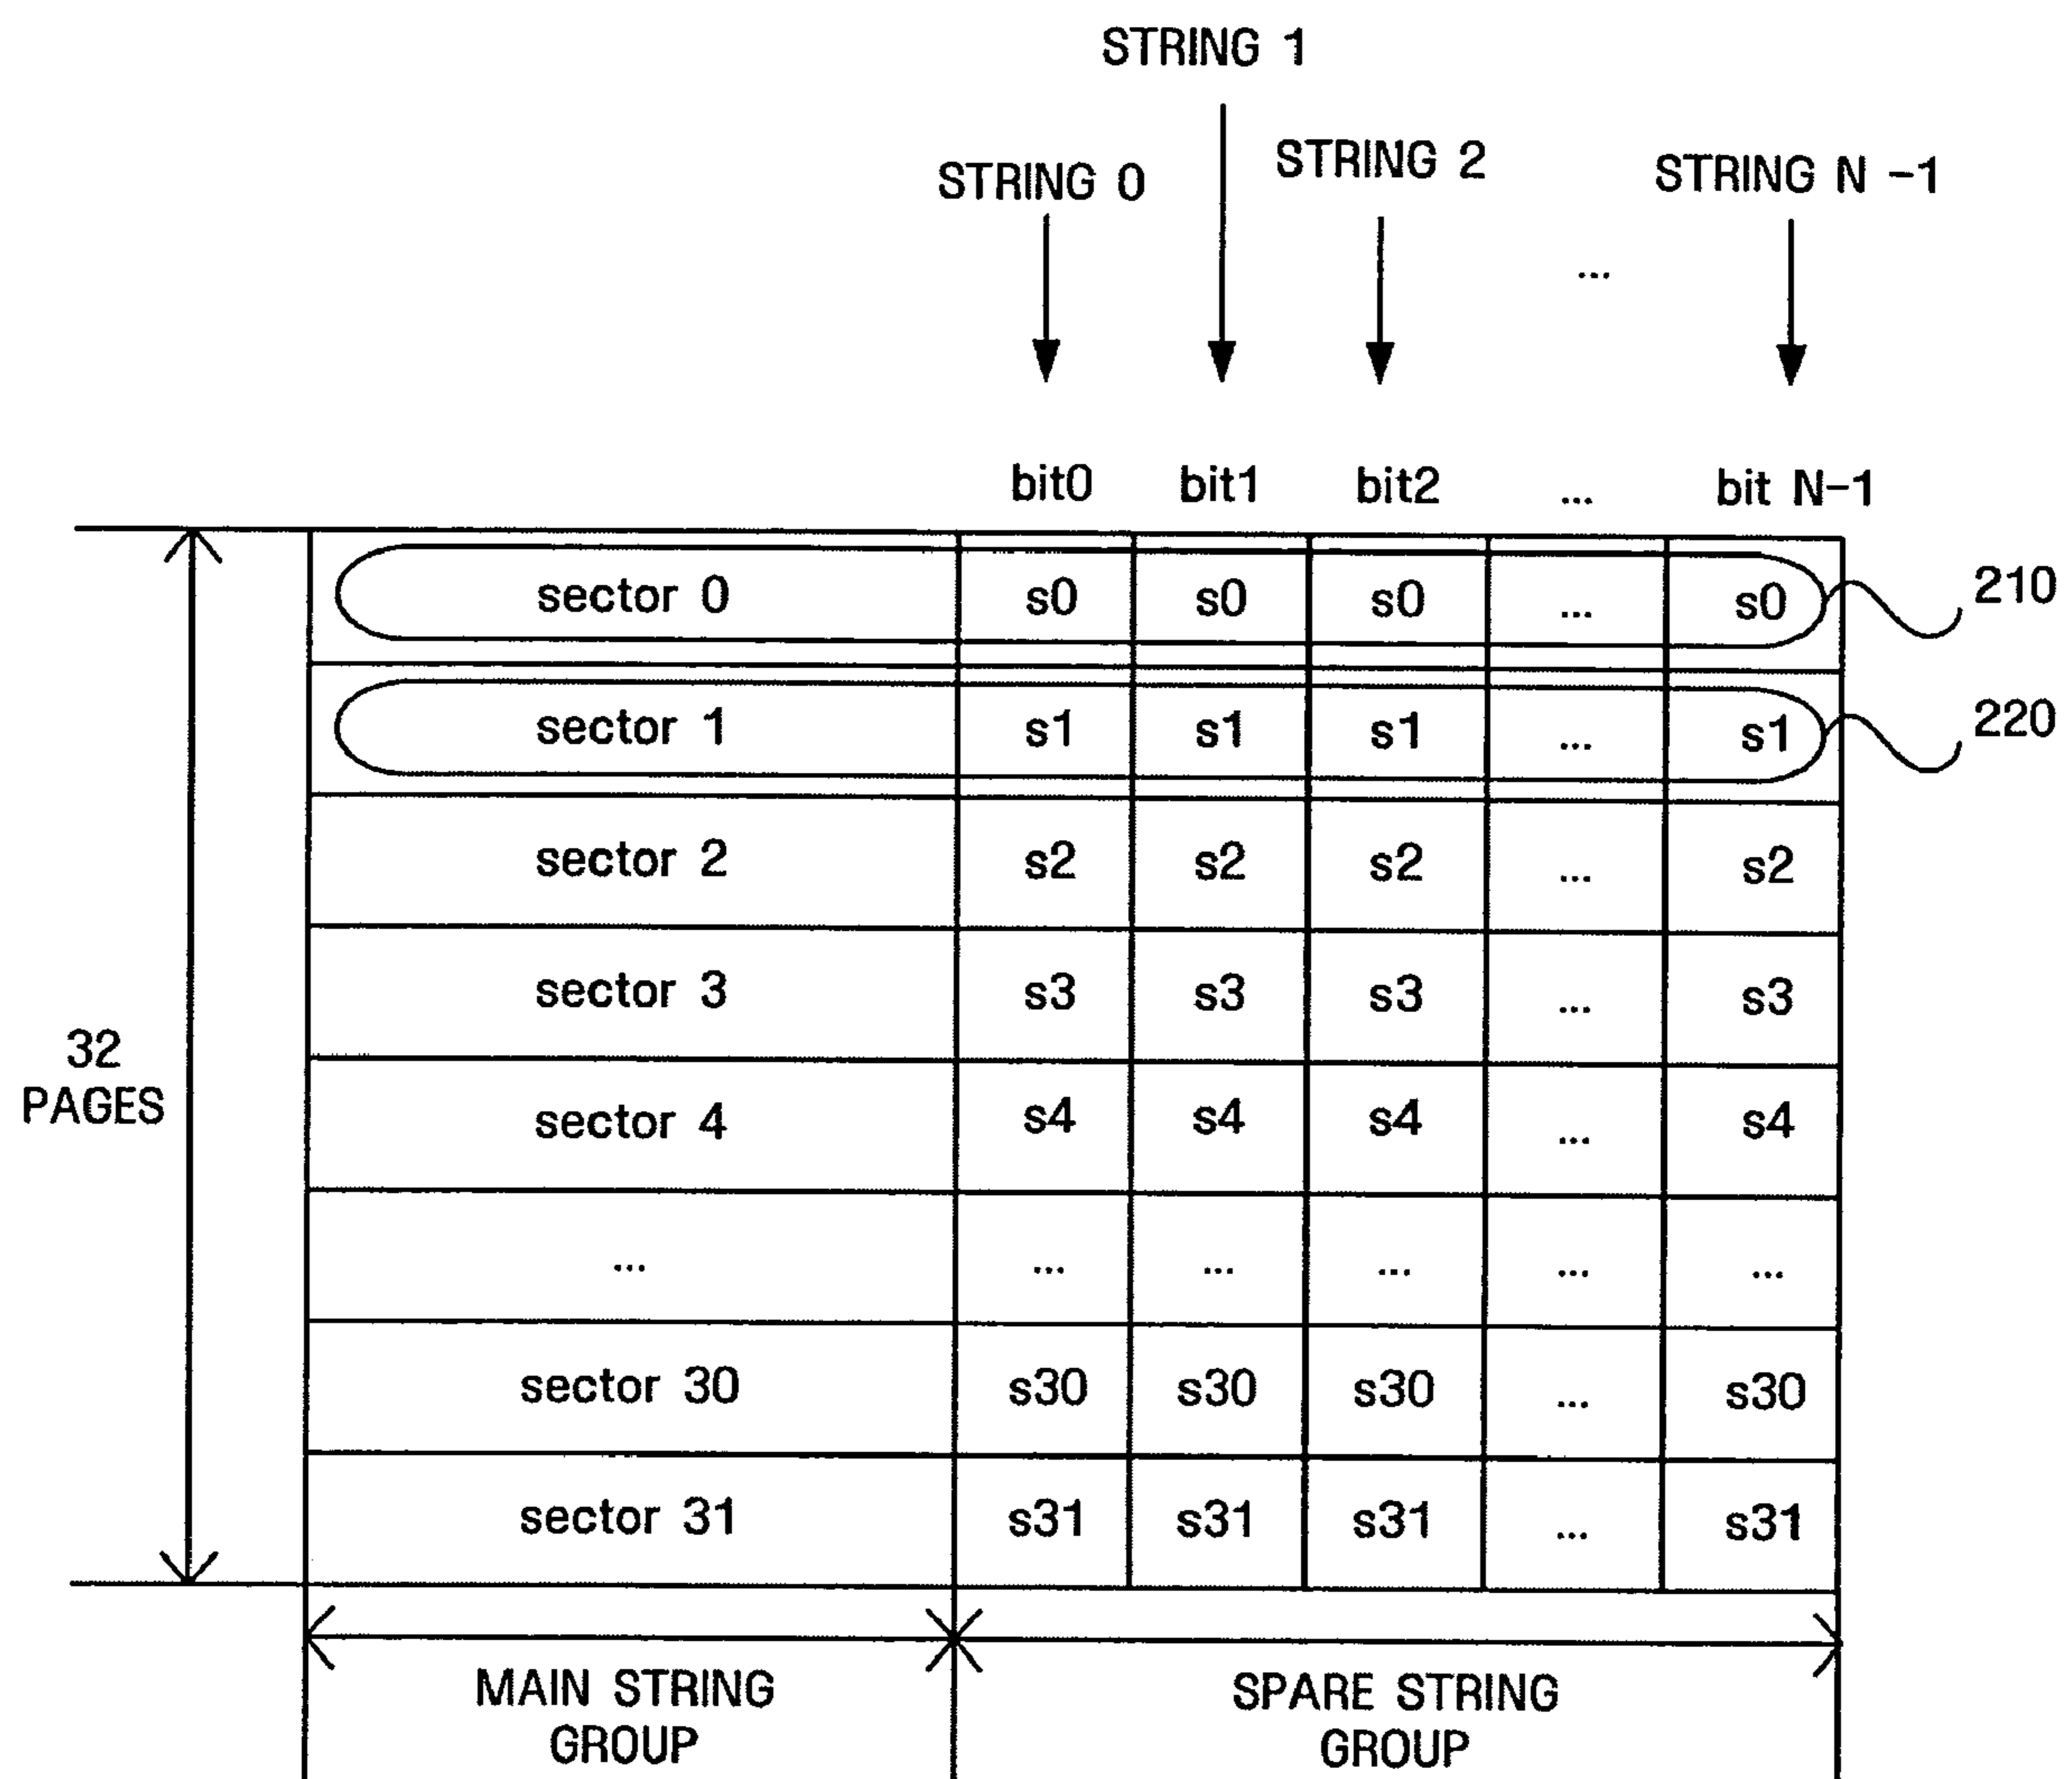 STRING 1
STRING 0 STRING 2 STRING N -1
...
bit0 bit1 bit2 ... bit N-1
sector 0 s0 s0 s0 ... s0 210
sector 1 s1 s1 s1 ... s1 220
sector 2 s2 s2 s2 ... s2
sector 3 s3 s3 s3 ... s3
32
PAGES
sector 4 s4 s4 s4 ... s4
... ... ... ... ... ...
sector 30 s30 s30 s30 ... s30
sector 31 s31 s31 s31 ... s31
MAIN STRING
GROUP
SPARE STRING
GROUP